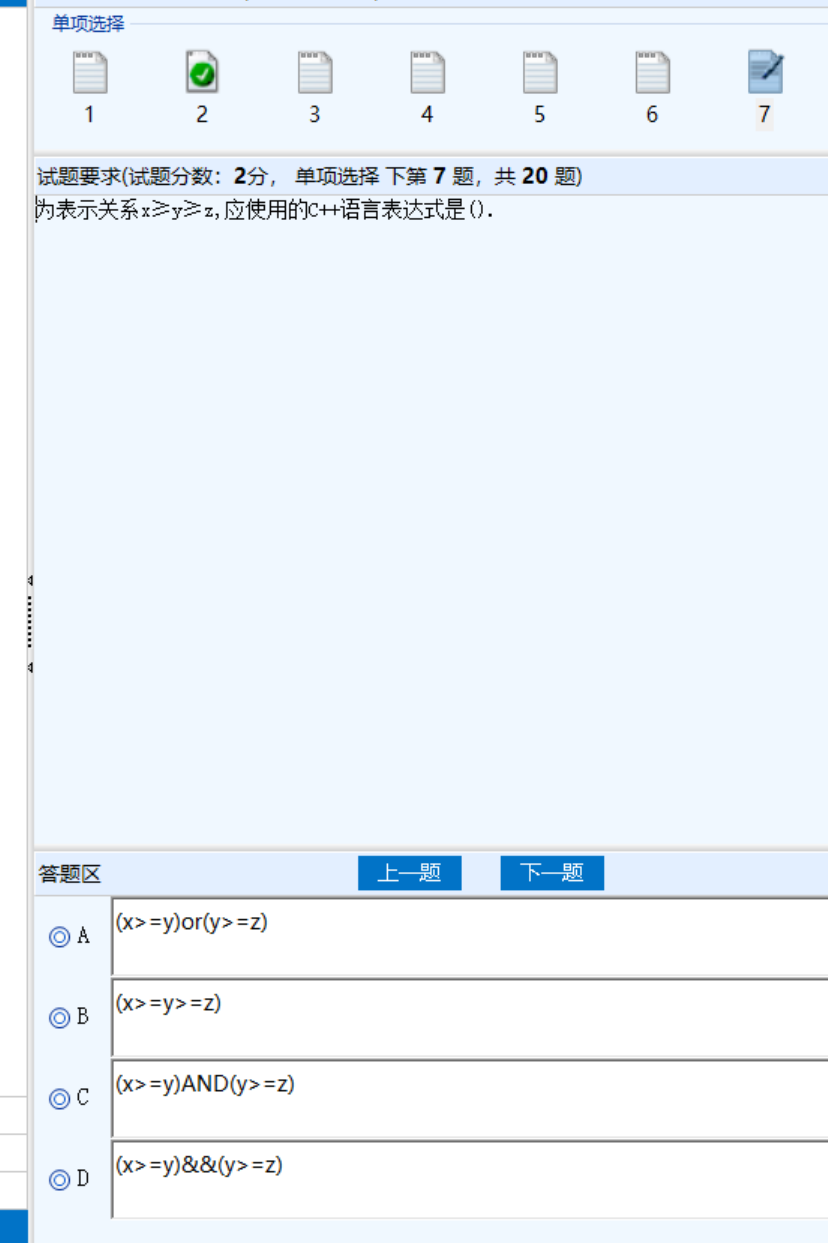 单项选择
1 2 3 4 5 6 7
试题要求(试题分数：2分， 单项选择 下第 7 题，共 20 题)
为表示关系x≥y≥z,应使用的C++语言表达式是().
答题区 上一题 下一题
A (x>=y)or(y>=z)
B (x>=y>=z)
C (x>=y)AND(y>=z)
D (x>=y)&&(y>=z)